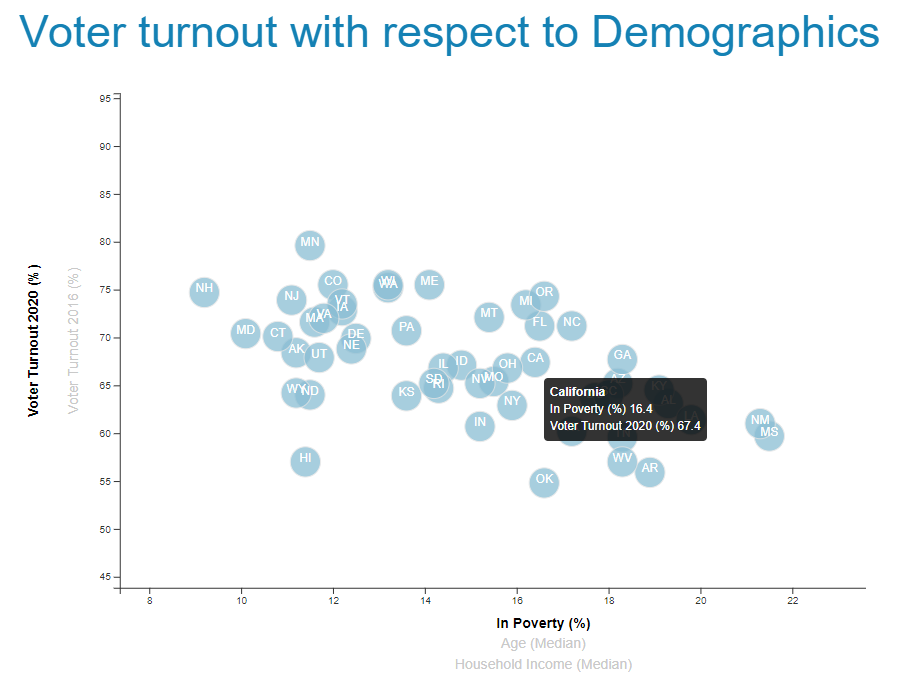 Voter turnout with respect to Demographics
95
90
85
80
75
70
65
60
55
50
45
Voter Turnout 2020 (%)
Voter Turnout 2016 (%)
MN
NH
NJ
CO
VT
IA
WA
ME
MD
CT
MA
VA
DE
NE
PA
AK
UT
WY
ND
HI
MT
MI
OR
FL
NC
IL
ID
OH
CA
SD
RI
NV
MO
KS
NY
IN
GA
KY
AL
LA
NM
MS
WV
AR
OK
California
In Poverty (%) 16.4
Voter Turnout 2020 (%) 67.4
8
10
12
14
16
18
20
22
In Poverty (%)
Age (Median)
Household Income (Median)